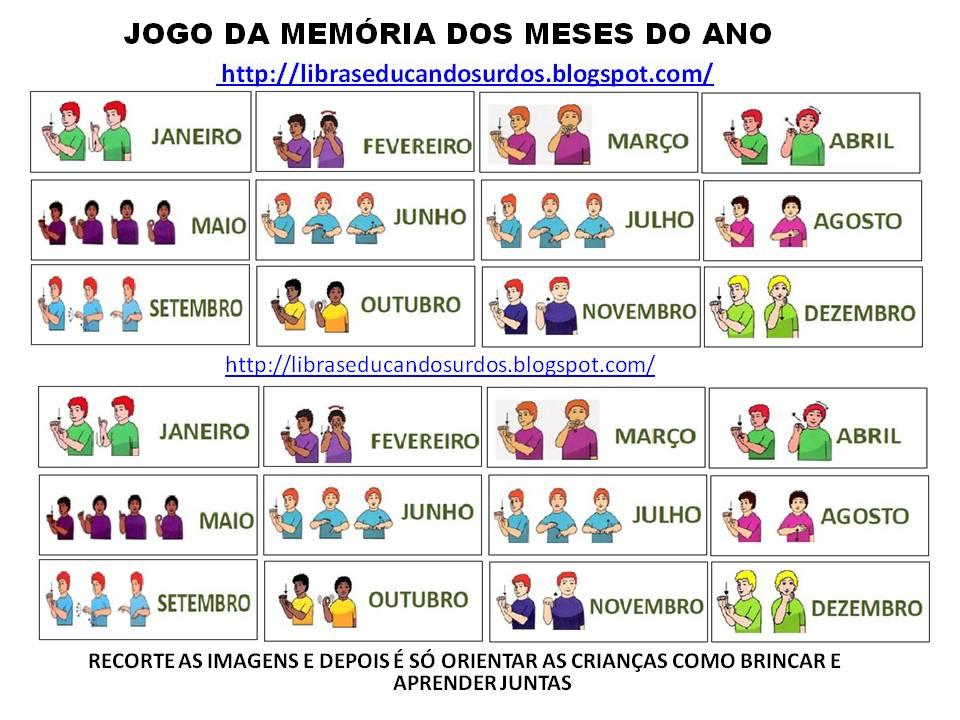 JOGO DA MEMÓRIA DOS MESES DO ANO
http://libraseducandosurdos.blogspot.com/
JANEIRO FEVEREIRO MARÇO ABRIL
MAIO JUNHO JULHO AGOSTO
SETEMBRO OUTUBRO NOVEMBRO DEZEMBRO
http://libraseducandosurdos.blogspot.com/
JANEIRO FEVEREIRO MARÇO ABRIL
MAIO JUNHO JULHO AGOSTO
SETEMBRO OUTUBRO NOVEMBRO DEZEMBRO
RECORTE AS IMAGENS E DEPOIS É SÓ ORIENTAR AS CRIANÇAS COMO BRINCAR E
APRENDER JUNTAS